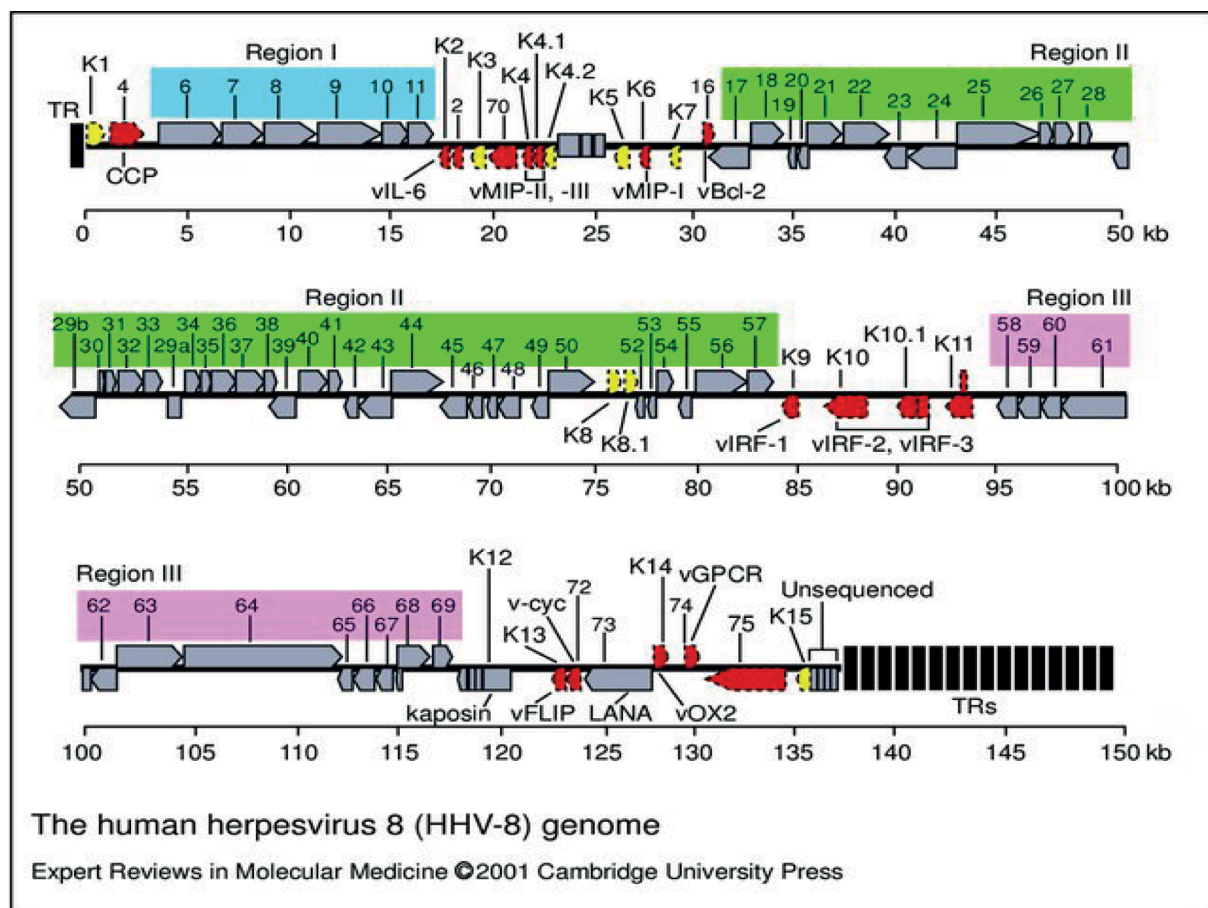 Region I
Region II
K1 K2 K3 K4 K4.1 K4.2 K5 K6 K7
TR 4 6 7 8 9 10 11 2 70 16 17 18 19 20 21 22 23 24 25 26 27 28
CCP vIL-6 vMIP-II, -III vMIP-I vBcl-2
0 5 10 15 20 25 30 35 40 45 50 kb
Region II
Region III
29b 30 31 32 33 29a 34 35 36 37 38 39 40 41 42 43 44 45 46 47 48 49 50 52 53 54 55 56 57 K9 K10 K10.1 K11 58 59 60 61
K8 K8.1 vIRF-1 vIRF-2, vIRF-3
50 55 60 65 70 75 80 85 90 95 100 kb
Region III
62 63 64 65 66 67 68 69 K12 K13 v-cyc 72 73 K14 74 vGPCR 75 K15 Unsequenced
kaposin vFLIP LANA vOX2 TRs
100 105 110 115 120 125 130 135 140 145 150 kb
The human herpesvirus 8 (HHV-8) genome
Expert Reviews in Molecular Medicine ©2001 Cambridge University Press